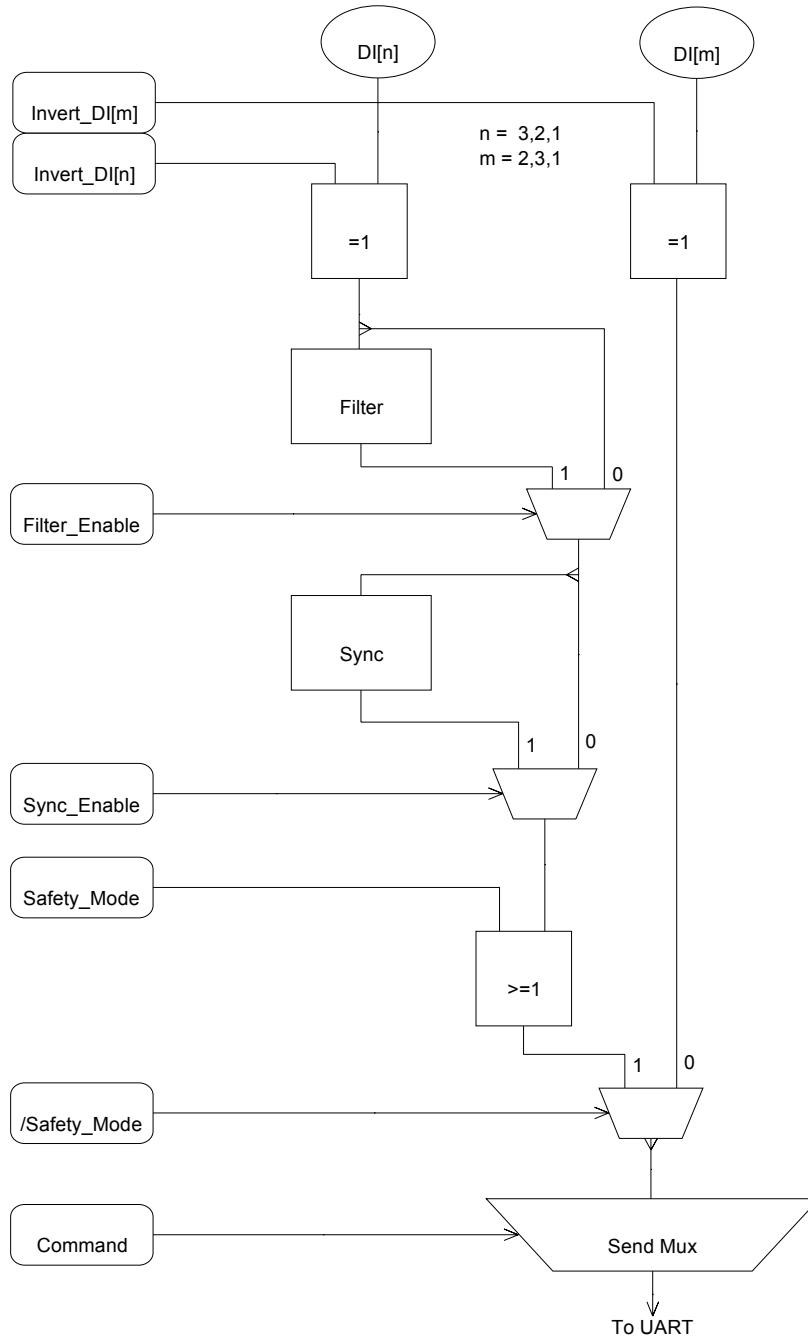 DI[n]
DI[m]
Invert_DI[m]
n = 3,2,1
m = 2,3,1
Invert_DI[n]
=1
=1
Filter
1
0
Filter_Enable
Sync
1
0
Sync_Enable
Safety_Mode
>=1
1
0
/Safety_Mode
Command
Send Mux
To UART